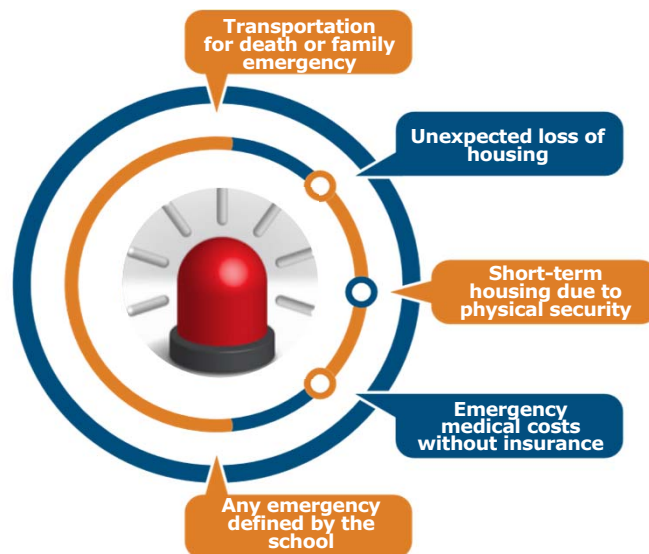 Transportation
for death or family
emergency
Unexpected loss of
housing
Short-term
housing due to
physical security
Emergency
medical costs
without insurance
Any emergency
defined by the
school